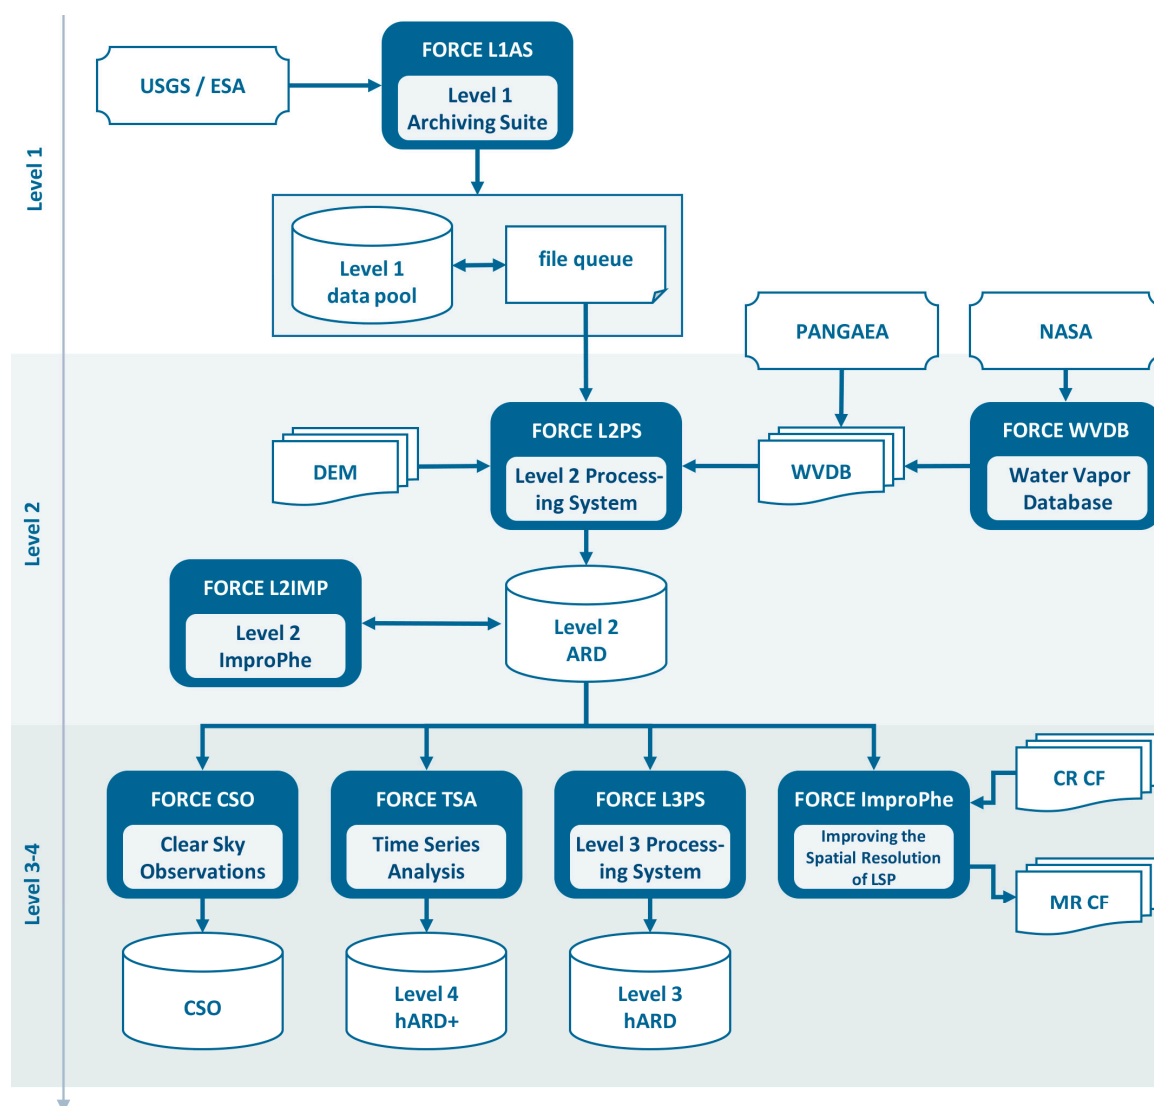 FORCE L1AS
USGS / ESA
Level 1
Archiving Suite
Level 1
file queue
Level 1
data pool
PANGAEA
NASA
FORCE L2PS
FORCE WVDB
DEM
Level 2 Process-
ing System
WVDB
Water Vapor
Database
Level 2
FORCE L2IMP
Level 2
ImproPhe
Level 2
ARD
FORCE CSO
FORCE TSA
FORCE L3PS
FORCE ImproPhe
CR CF
Clear Sky
Observations
Time Series
Analysis
Level 3 Process-
ing System
Improving the
Spatial Resolution
of LSP
Level 3-4
MR CF
CSO
Level 4
hARD+
Level 3
hARD